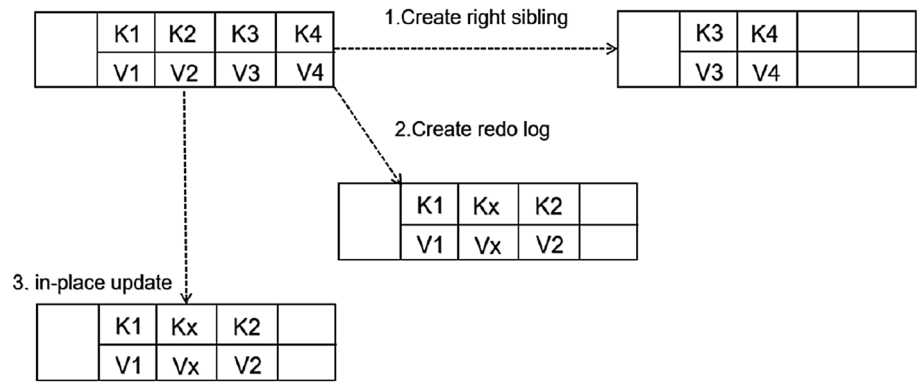 1.Create right sibling
K1 K2 K3 K4
V1 V2 V3 V4
K3 K4
V3 V4
2.Create redo log
K1 Kx K2
V1 Vx V2
3. in-place update
K1 Kx K2
V1 Vx V2